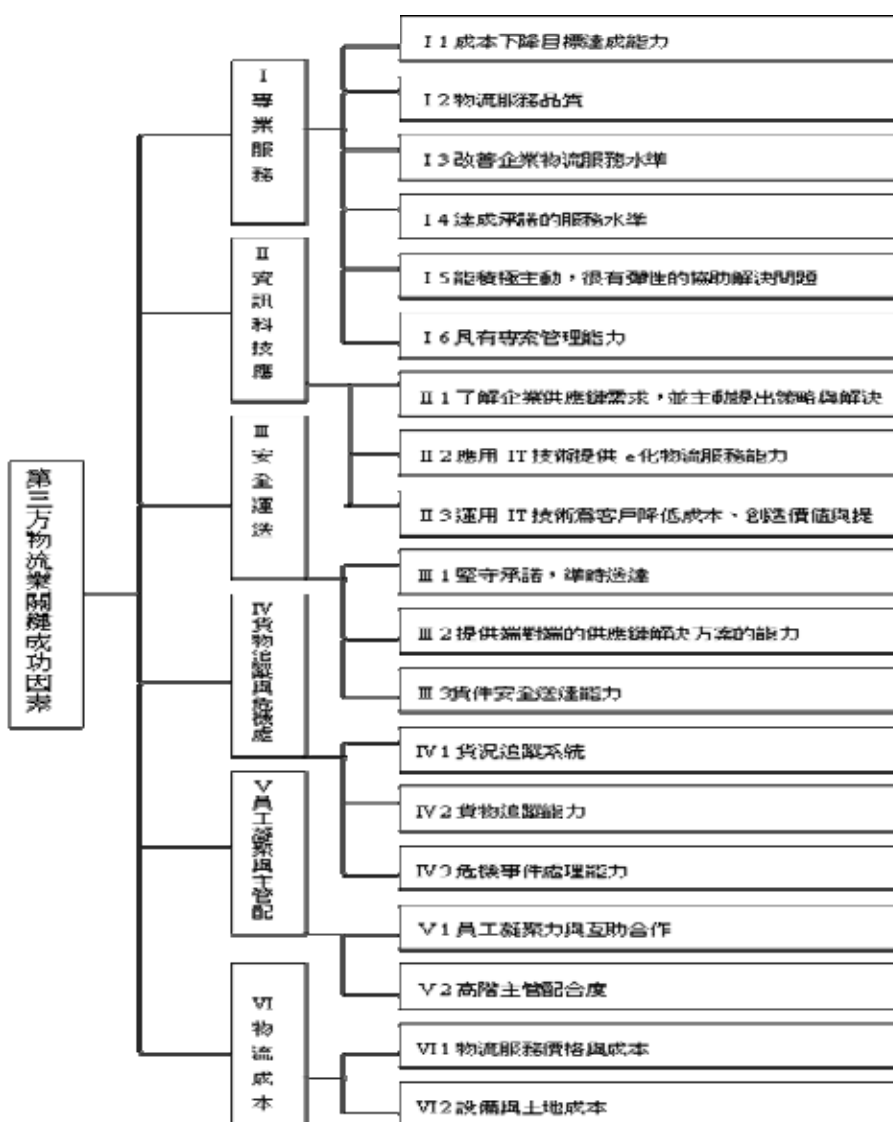 第三方物流業關鍵成功因素
I 專業服務
I 1 成本下降目標達成能力
I 2 物流服務品質
I 3 改善企業物流服務水準
I 4 達成承諾的服務水準
I 5 能積極主動，很有彈性的協助解決問題
I 6 具有專案管理能力
II 資訊科技應
II 1 了解企業供應鏈需求，並主動提出策略與解決
II 2 應用 IT 技術提供 e化物流服務能力
II 3 運用 IT 技術為客戶降低成本、創造價值與提
III 安全運送
III 1 堅守承諾，準時送達
III 2 提供端對端的供應鏈解決方案的能力
III 3貨件安全送達能力
IV 貨物追蹤與危機處
IV 1 貨況追蹤系統
IV 2 貨物追蹤能力
IV 3 危機事件處理能力
V 員工凝聚與主管配
V 1 員工凝聚力與互助合作
V 2 高階主管配合度
VI 物流成本
VI 1 物流服務價格與成本
VI 2 設備與土地成本